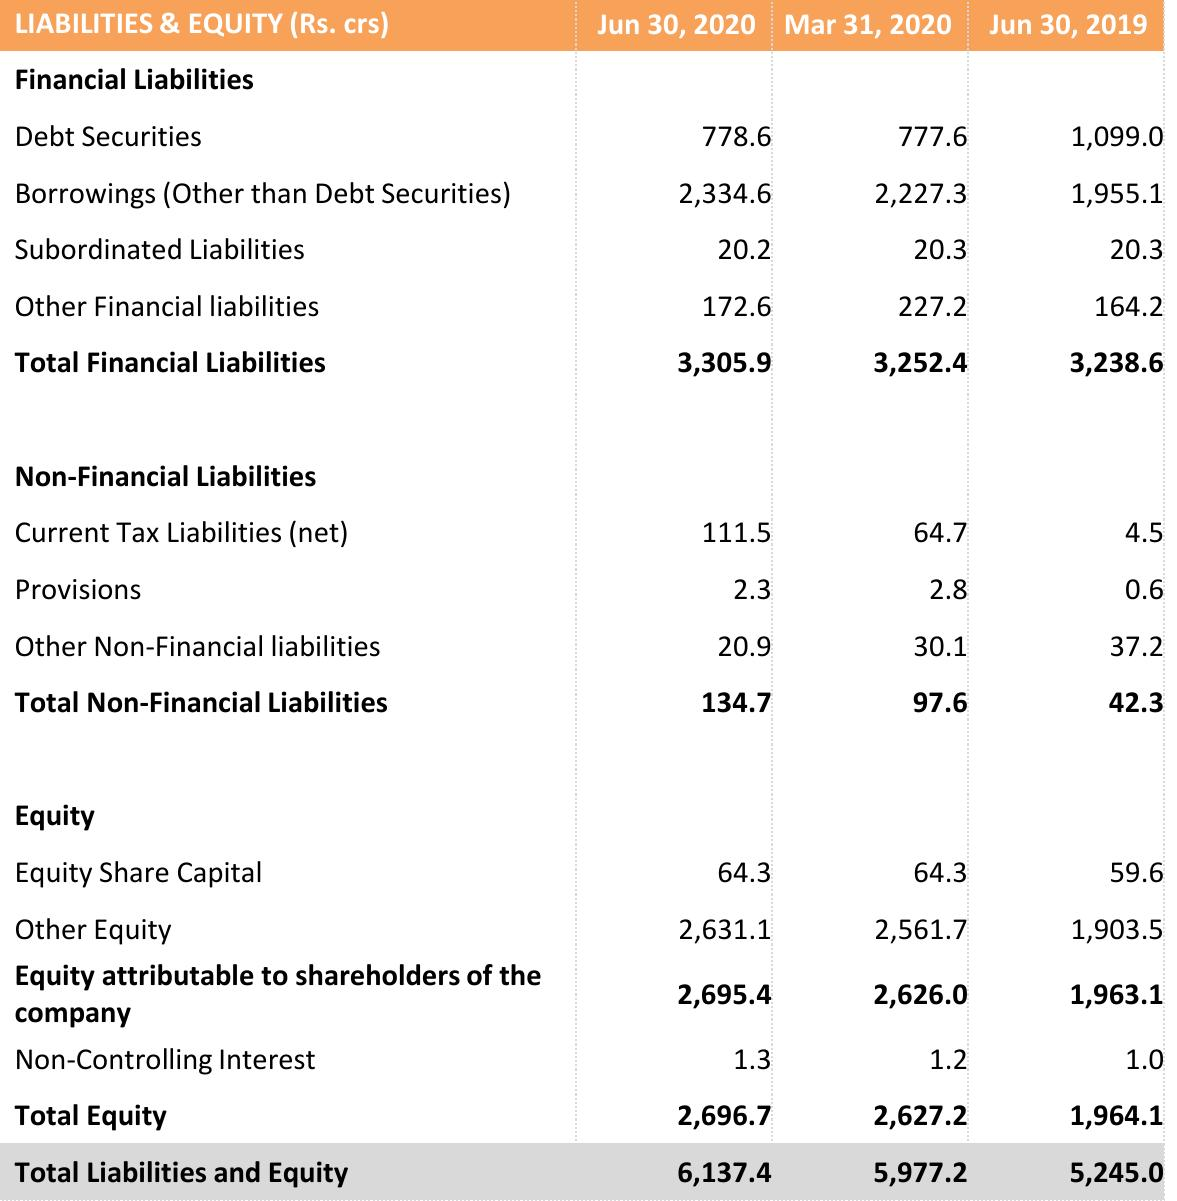 LIABILITIES & EQUITY (Rs. crs) Jun 30, 2020 Mar 31, 2020 Jun 30, 2019
Financial Liabilities
Debt Securities 778.6 777.6 1,099.0
Borrowings (Other than Debt Securities) 2,334.6 2,227.3 1,955.1
Subordinated Liabilities 20.2 20.3 20.3
Other Financial liabilities 172.6 227.2 164.2
Total Financial Liabilities 3,305.9 3,252.4 3,238.6
Non-Financial Liabilities
Current Tax Liabilities (net) 111.5 64.7 4.5
Provisions 2.3 2.8 0.6
Other Non-Financial liabilities 20.9 30.1 37.2
Total Non-Financial Liabilities 134.7 97.6 42.3
Equity
Equity Share Capital 64.3 64.3 59.6
Other Equity 2,631.1 2,561.7 1,903.5
Equity attributable to shareholders of the
company 2,695.4 2,626.0 1,963.1
Non-Controlling Interest 1.3 1.2 1.0
Total Equity 2,696.7 2,627.2 1,964.1
Total Liabilities and Equity 6,137.4 5,977.2 5,245.0